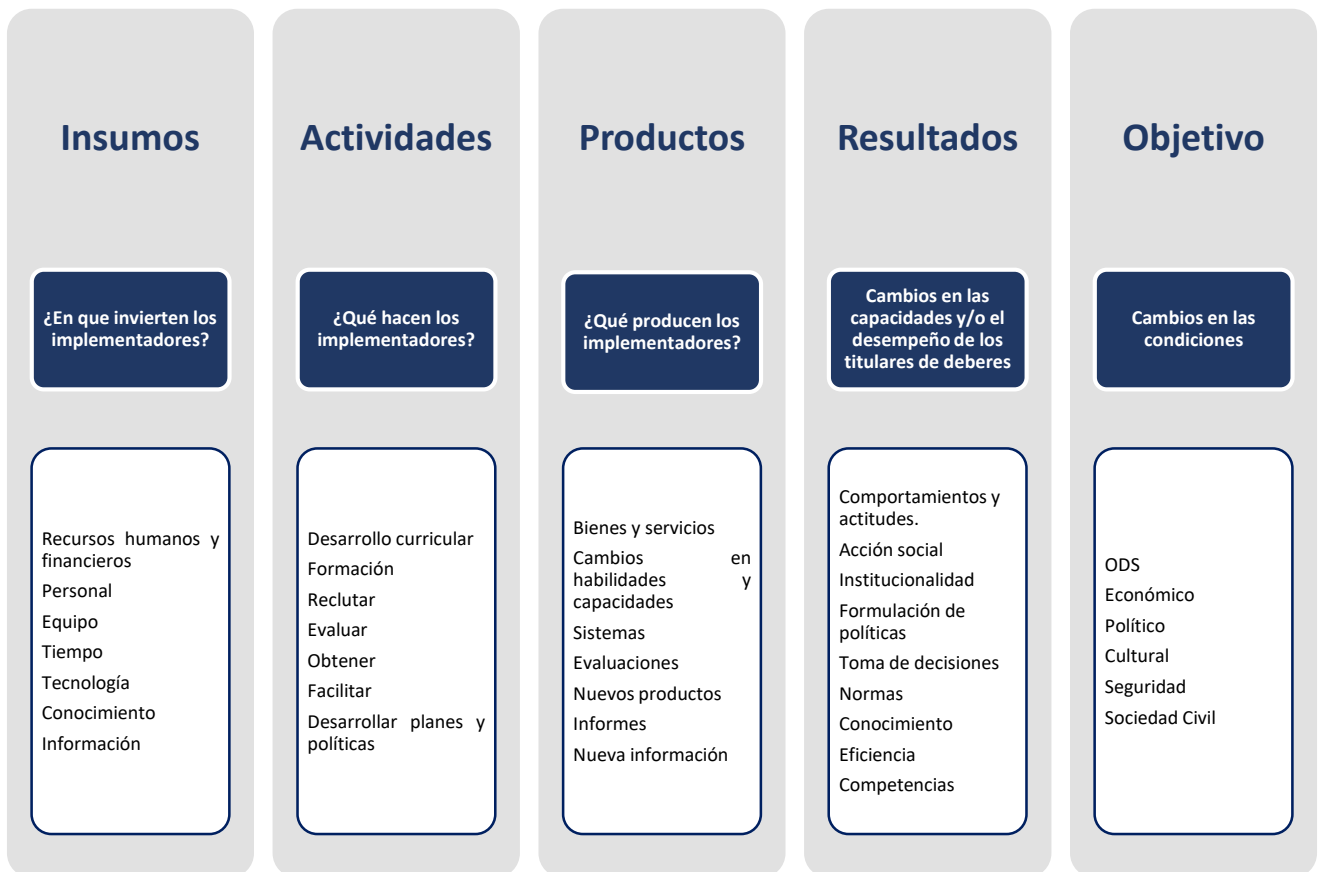 Insumos
¿En que invierten los
implementadores?
Recursos humanos y
financieros
Personal
Equipo
Tiempo
Tecnología
Conocimiento
Información
Actividades
¿Qué hacen los
implementadores?
Desarrollo curricular
Formación
Reclutar
Evaluar
Obtener
Facilitar
Desarrollar planes y
políticas
Productos
¿Qué producen los
implementadores?
Bienes y servicios
Cambios en
habilidades y
capacidades
Sistemas
Evaluaciones
Nuevos productos
Informes
Nueva información
Resultados
Cambios en las
capacidades y/o el
desempeño de los
titulares de deberes
Comportamientos y
actitudes.
Acción social
Institucionalidad
Formulación de
políticas
Toma de decisiones
Normas
Conocimiento
Eficiencia
Competencias
Objetivo
Cambios en las
condiciones
ODS
Económico
Político
Cultural
Seguridad
Sociedad Civil